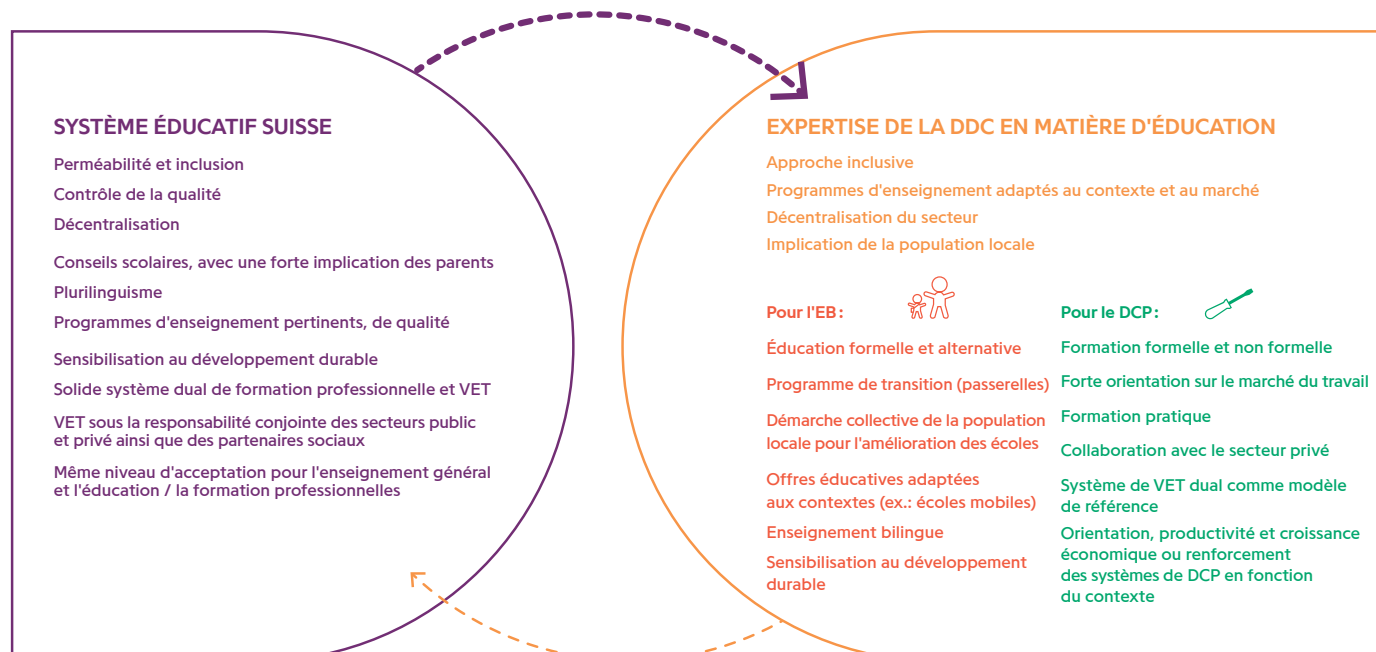 SYSTÈME ÉDUCATIF SUISSE
Perméabilité et inclusion
Contrôle de la qualité
Décentralisation
Conseils scolaires, avec une forte implication des parents
Plurilinguisme
Programmes d'enseignement pertinents, de qualité
Sensibilisation au développement durable
Solide système dual de formation professionnelle et VET
VET sous la responsabilité conjointe des secteurs public
et privé ainsi que des partenaires sociaux
Même niveau d'acceptation pour l'enseignement général
et l'éducation / la formation professionnelles
EXPERTISE DE LA DDC EN MATIÈRE D'ÉDUCATION
Approche inclusive
Programmes d'enseignement adaptés au contexte et au marché
Décentralisation du secteur
Implication de la population locale
Pour l'EB :
Éducation formelle et alternative
Programme de transition (passerelles)
Démarche collective de la population
locale pour l'amélioration des écoles
Offres éducatives adaptées
aux contextes (ex.: écoles mobiles)
Enseignement bilingue
Sensibilisation au développement
durable
Pour le DCP :
Formation formelle et non formelle
Forte orientation sur le marché du travail
Formation pratique
Collaboration avec le secteur privé
Système de VET dual comme modèle
de référence
Orientation, productivité et croissance
économique ou renforcement
des systèmes de DCP en fonction
du contexte